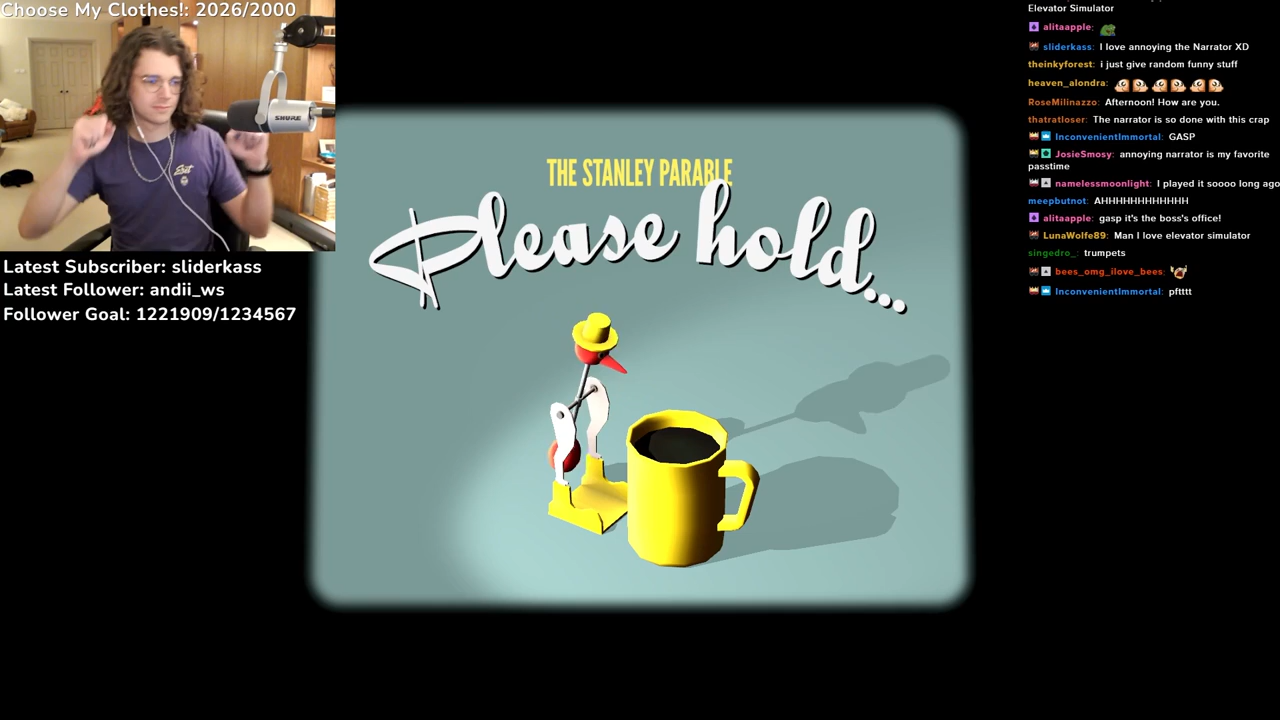 Choose My Clothes!: 2026/2000
SHURE
Latest Subscriber: sliderkass
Latest Follower: andii_ws
Follower Goal: 1221909/1234567
THE STANLEY PARABLE
Please hold...
Elevator Simulator
alitaapple:
sliderkass: I love annoying the Narrator XD
theinkyforest: i just give random funny stuff
heaven_alondra:
RoseMilinazzo: Afternoon! How are you.
thatratloser: The narrator is so done with this crap
InconvenientImmortal: GASP
JosieSmosy: annoying narrator is my favorite
passtime
namelessmoonlight: I played it soooo long ago
meepbutnot: AHHHHHHHHHHHH
alitaapple: gasp it's the boss's office!
LunaWolfe89: Man I love elevator simulator
singedro_: trumpets
bees_omg_ilove_bees:
InconvenientImmortal: pftttt